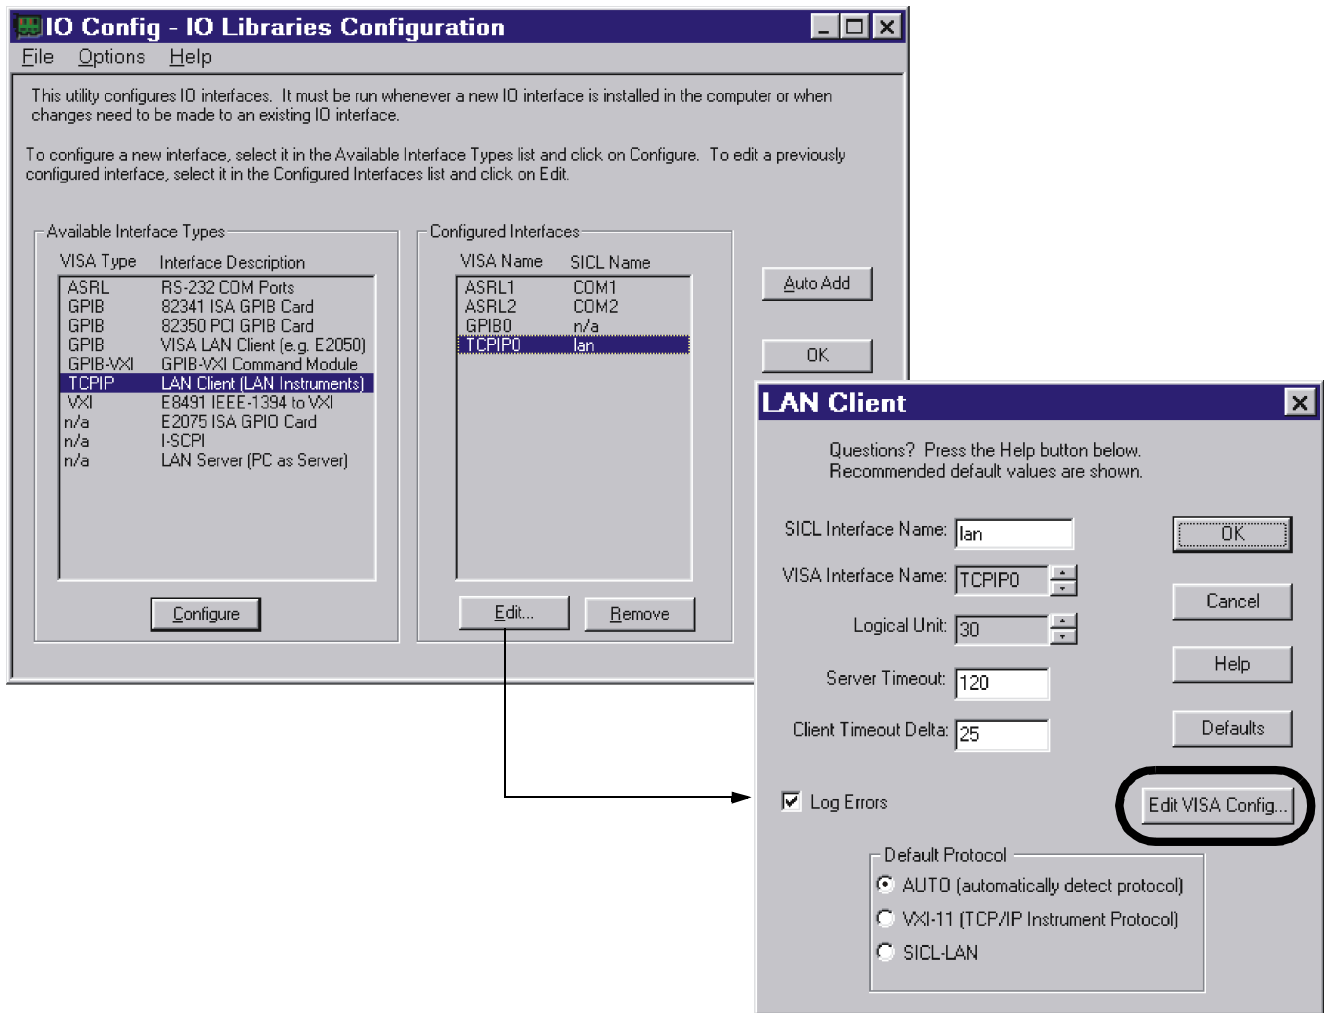 IO Config - IO Libraries Configuration
File Options Help
This utility configures IO interfaces. It must be run whenever a new IO interface is installed in the computer or when
changes need to be made to an existing IO interface.
To configure a new interface, select it in the Available Interface Types list and click on Configure. To edit a previously
configured interface, select it in the Configured Interfaces list and click on Edit.
Available Interface Types
VISA Type Interface Description
ASRL RS-232 COM Ports
GPIB 82341 ISA GPIB Card
GPIB 82350 PCI GPIB Card
GPIB VISA LAN Client (e.g. E2050)
GPIB-VXI GPIB-VXI Command Module
TCPIP LAN Client (LAN Instruments)
VXI E8491 IEEE-1394 to VXI
n/a E2075 ISA GPIO Card
n/a I-SCPI
n/a LAN Server (PC as Server)
Configure
Configured Interfaces
VISA Name SICL Name
ASRL1 COM1
ASRL2 COM2
GPIB0 n/a
TCPIP0 lan
Edit... Remove
Auto Add
OK
LAN Client
Questions? Press the Help button below.
Recommended default values are shown.
SICL Interface Name: lan
VISA Interface Name: TCPIP0
Logical Unit: 30
Server Timeout: 120
Client Timeout Delta: 25
OK
Cancel
Help
Defaults
Log Errors
Edit VISA Config...
Default Protocol
AUTO (automatically detect protocol)
VXI-11 (TCP/IP Instrument Protocol)
SICL-LAN